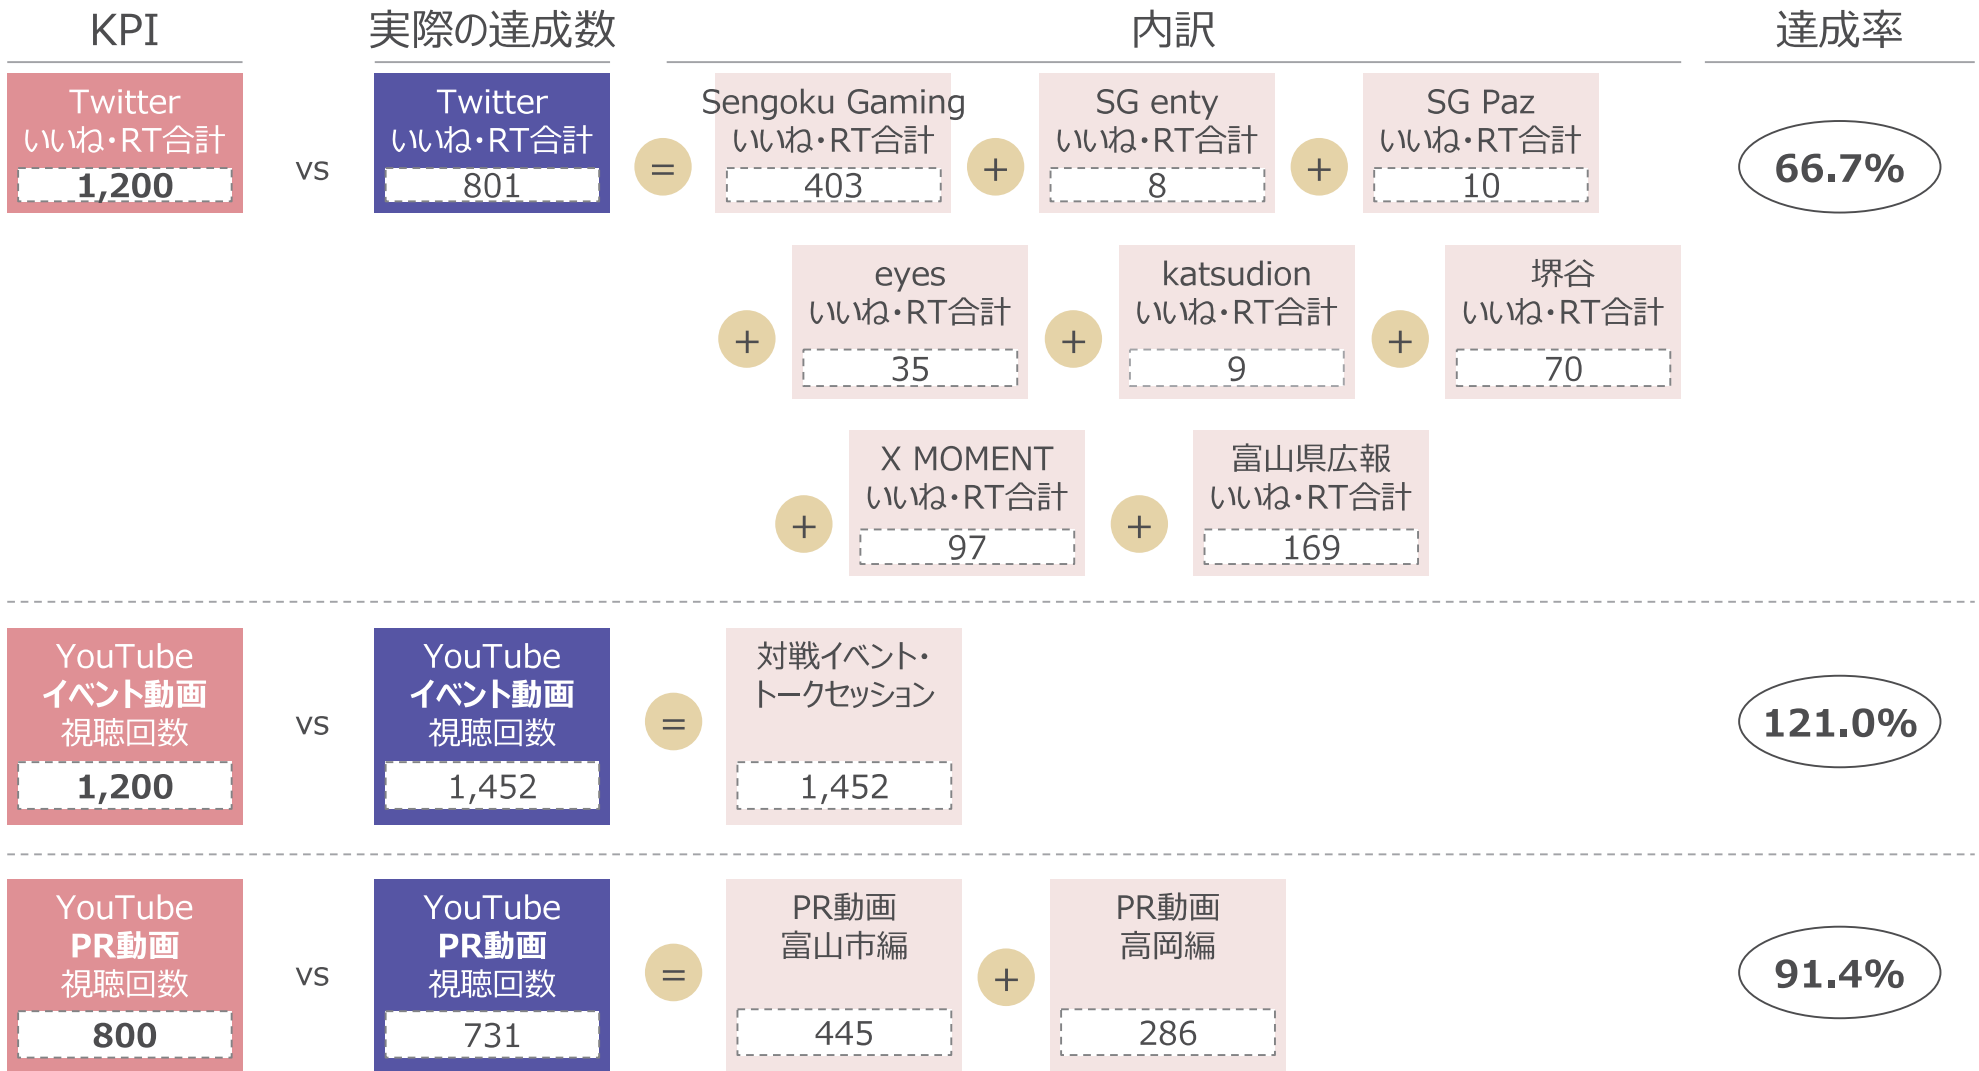 KPI
実際の達成数
内訳
達成率
Twitter
いいね・RT合計
1,200
vs
Twitter
いいね・RT合計
801
=
Sengoku Gaming
いいね・RT合計
403
+
SG enty
いいね・RT合計
8
+
SG Paz
いいね・RT合計
10
66.7%
+
eyes
いいね・RT合計
35
+
katsudion
いいね・RT合計
9
+
堺谷
いいね・RT合計
70
+
X MOMENT
いいね・RT合計
97
+
富山県広報
いいね・RT合計
169
YouTube
イベント動画
視聴回数
1,200
vs
YouTube
イベント動画
視聴回数
1,452
=
対戦イベント・
トークセッション
1,452
121.0%
YouTube
PR動画
視聴回数
800
vs
YouTube
PR動画
視聴回数
731
=
PR動画
富山市編
445
+
PR動画
高岡編
286
91.4%